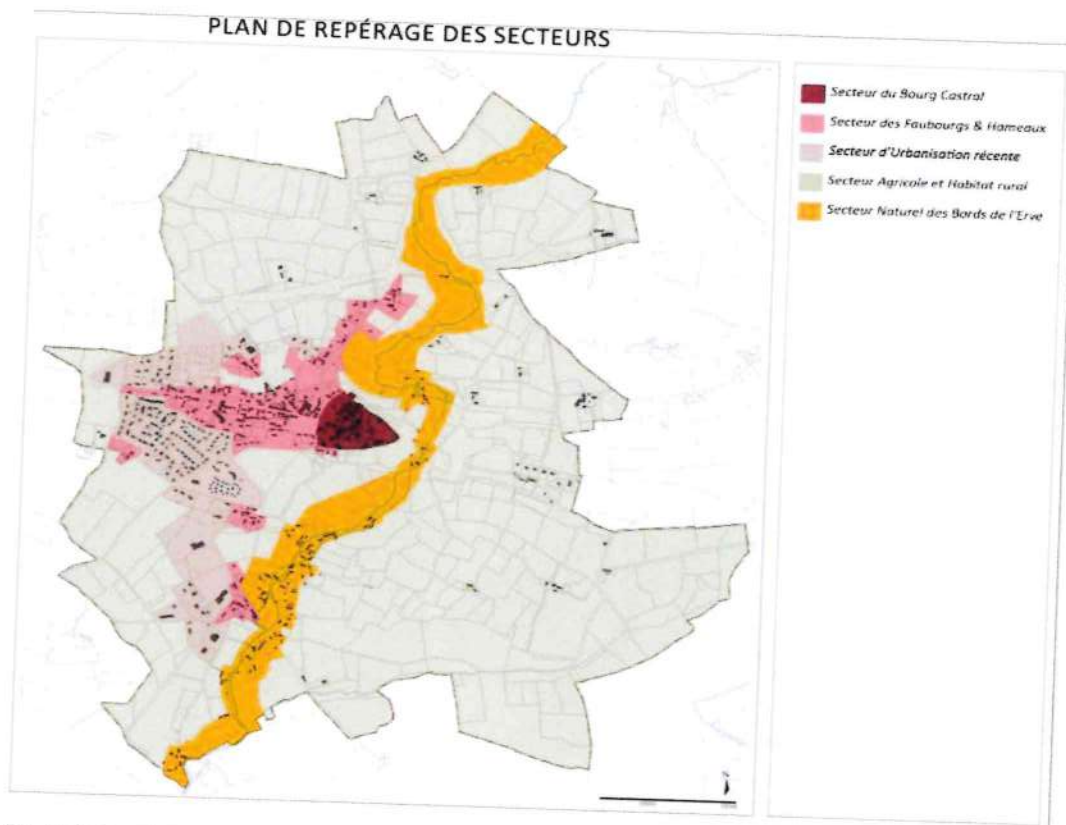 PLAN DE REPÉRAGE DES SECTEURS
Secteur du Bourg Castral
Secteur des Faubourgs & Hameaux
Secteur d'Urbanisation récente
Secteur Agricole et Habitat rural
Secteur Naturel des Bords de l'Erve